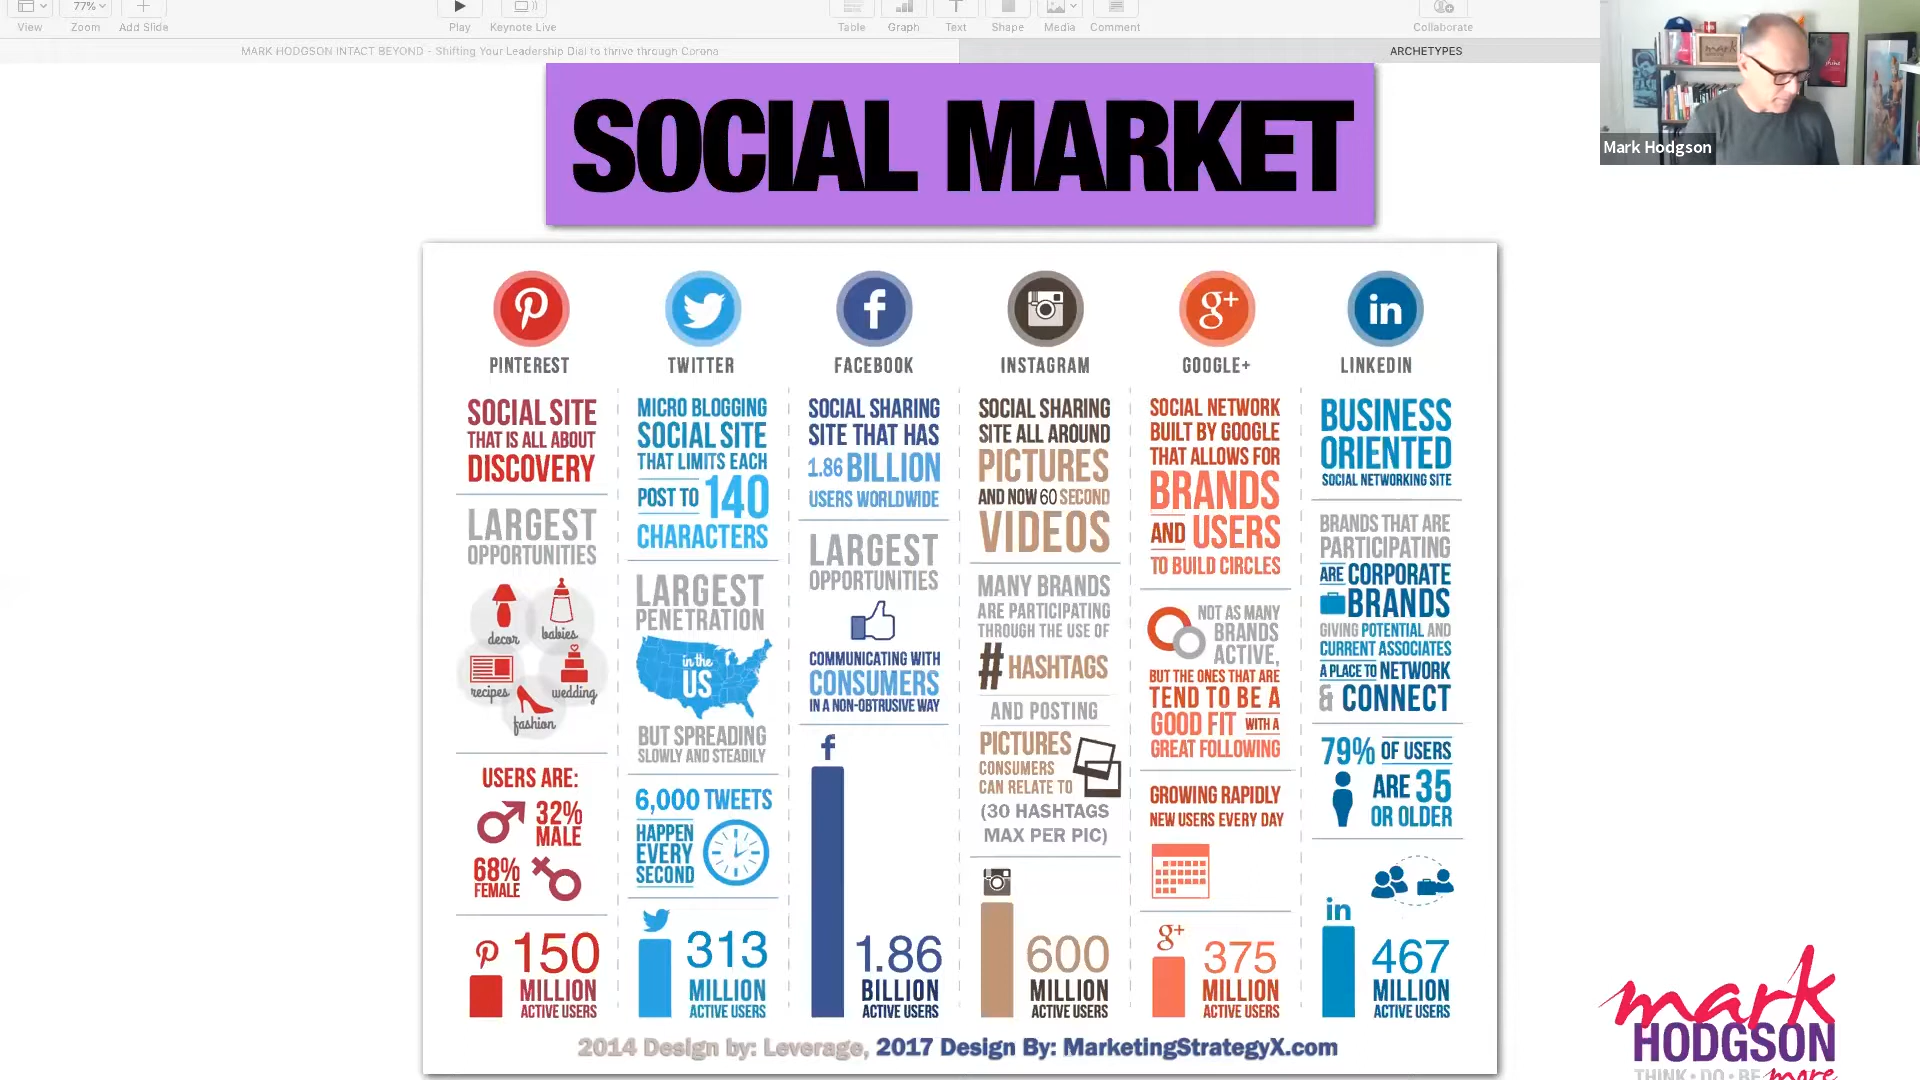 77%
View
Zoom
Add Slide
Play
Keynote Live
Table
Graph
Text
Shape
Media
Comment
Collaborate
MARK HODGSON INTACT BEYOND - Shifting Your Leadership Dial to thrive through Corona
ARCHETYPES
mark
shine
Mark Hodgson
SOCIAL MARKET
PINTEREST
SOCIAL SITE
THAT IS ALL ABOUT
DISCOVERY
LARGEST
OPPORTUNITIES
decor
babies
recipes
wedding
fashion
USERS ARE:
32%
MALE
68%
FEMALE
150
MILLION
ACTIVE USERS
TWITTER
MICRO BLOGGING
SOCIAL SITE
THAT LIMITS EACH
POST TO 140
CHARACTERS
LARGEST
PENETRATION
in the
US
BUT SPREADING
SLOWLY AND STEADILY
6,000 TWEETS
HAPPEN
EVERY
SECOND
313
MILLION
ACTIVE USERS
f
FACEBOOK
SOCIAL SHARING
SITE THAT HAS
1.86 BILLION
USERS WORLDWIDE
LARGEST
OPPORTUNITIES
COMMUNICATING WITH
CONSUMERS
IN A NON-OBTRUSIVE WAY
f
1.86
BILLION
ACTIVE USERS
INSTAGRAM
SOCIAL SHARING
SITE ALL AROUND
PICTURES
AND NOW 60 SECOND
VIDEOS
MANY BRANDS
ARE PARTICIPATING
THROUGH THE USE OF
# HASHTAGS
AND POSTING
PICTURES
CONSUMERS
CAN RELATE TO
(30 HASHTAGS
MAX PER PIC)
600
MILLION
ACTIVE USERS
g+
GOOGLE+
SOCIAL NETWORK
BUILT BY GOOGLE
THAT ALLOWS FOR
BRANDS
AND USERS
TO BUILD CIRCLES
NOT AS MANY
BRANDS
ACTIVE,
BUT THE ONES THAT ARE
TEND TO BE A
GOOD FIT WITH A
GREAT FOLLOWING
GROWING RAPIDLY
NEW USERS EVERY DAY
g+
375
MILLION
ACTIVE USERS
in
LINKEDIN
BUSINESS
ORIENTED
SOCIAL NETWORKING SITE
BRANDS THAT ARE
PARTICIPATING
ARE CORPORATE
BRANDS
GIVING POTENTIAL AND
CURRENT ASSOCIATES
A PLACE TO NETWORK
& CONNECT
79% OF USERS
ARE 35
OR OLDER
in
467
MILLION
ACTIVE USERS
2014 Design by: Leverage, 2017 Design By: MarketingStrategyX.com
mark
HODGSON
THINK • DO • BE more